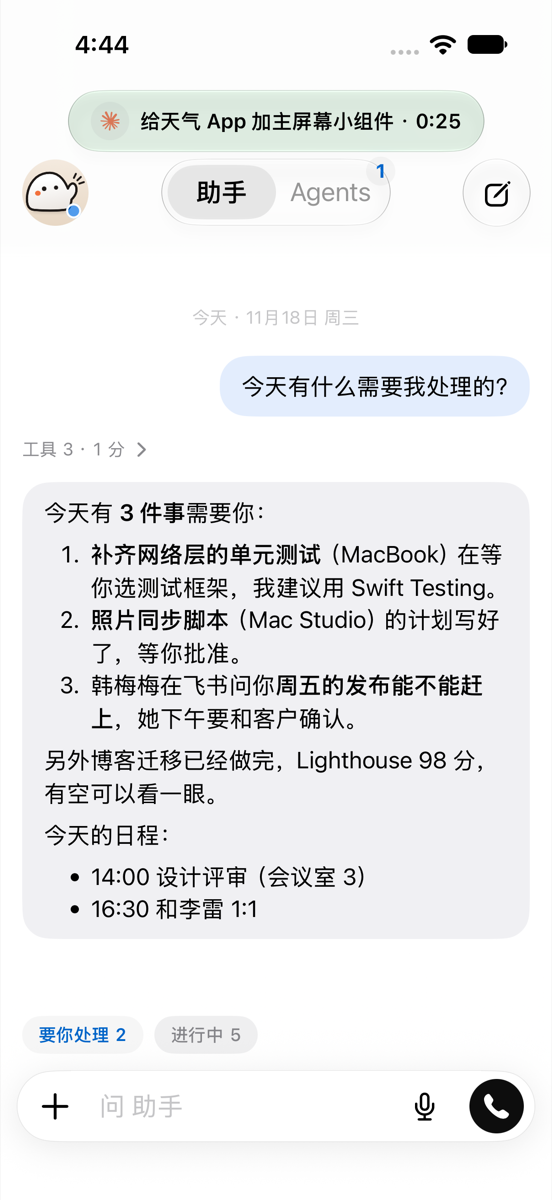 4:44
给天气 App 加主屏幕小组件 · 0:25
助手
Agents
1
今天 · 11月18日 周三
今天有什么需要我处理的?
工具 3 · 1 分
今天有 3 件事需要你：
1. 补齐网络层的单元测试（MacBook）在等
你选测试框架，我建议用 Swift Testing。
2. 照片同步脚本（Mac Studio）的计划写好
了，等你批准。
3. 韩梅梅在飞书问你周五的发布能不能赶
上，她下午要和客户确认。
另外博客迁移已经做完，Lighthouse 98 分，
有空可以看一眼。
今天的日程：
• 14:00 设计评审（会议室 3）
• 16:30 和李雷 1:1
要你处理 2
进行中 5
问 助手